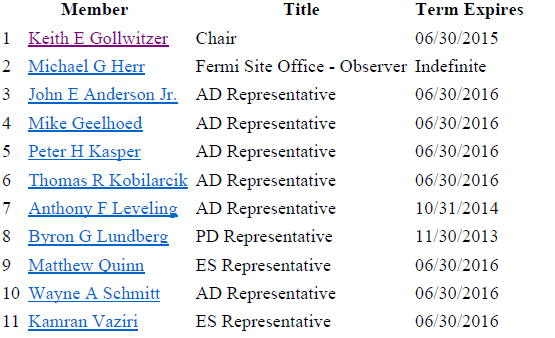 Member Title Term Expires
1 Keith E Gollwitzer Chair 06/30/2015
2 Michael G Herr Fermi Site Office - Observer Indefinite
3 John E Anderson Jr. AD Representative 06/30/2016
4 Mike Geelhoed AD Representative 06/30/2016
5 Peter H Kasper AD Representative 06/30/2016
6 Thomas R Kobilarcik AD Representative 06/30/2016
7 Anthony F Leveling AD Representative 10/31/2014
8 Byron G Lundberg PD Representative 11/30/2013
9 Matthew Quinn ES Representative 06/30/2016
10 Wayne A Schmitt AD Representative 06/30/2016
11 Kamran Vaziri ES Representative 06/30/2016